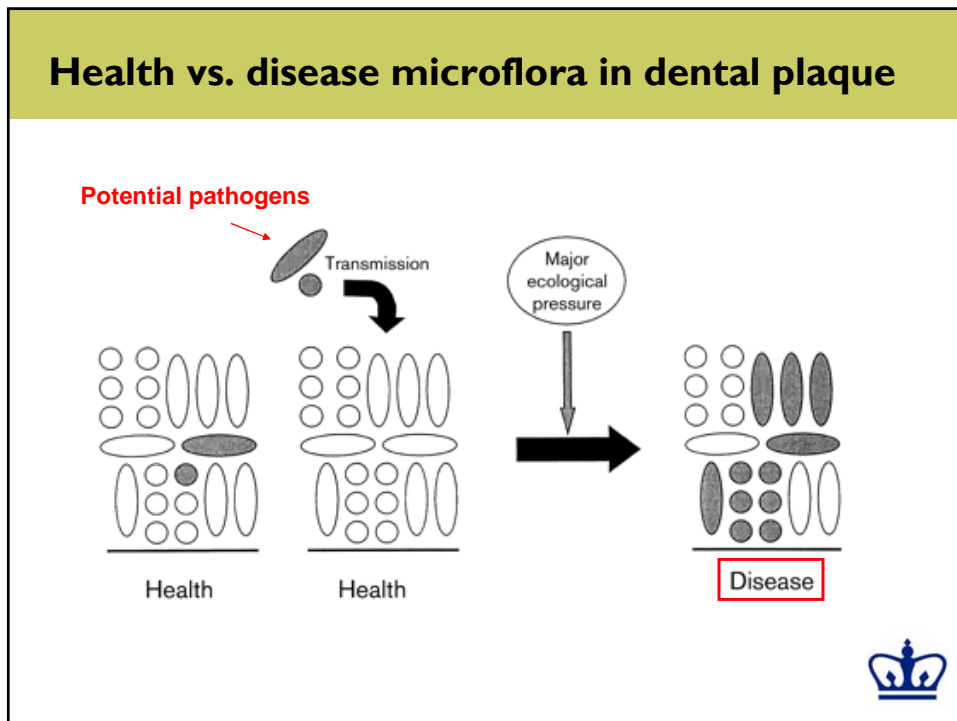 Health vs. disease microflora in dental plaque
Potential pathogens
Transmission
Major
ecological
pressure
Health
Health
Disease